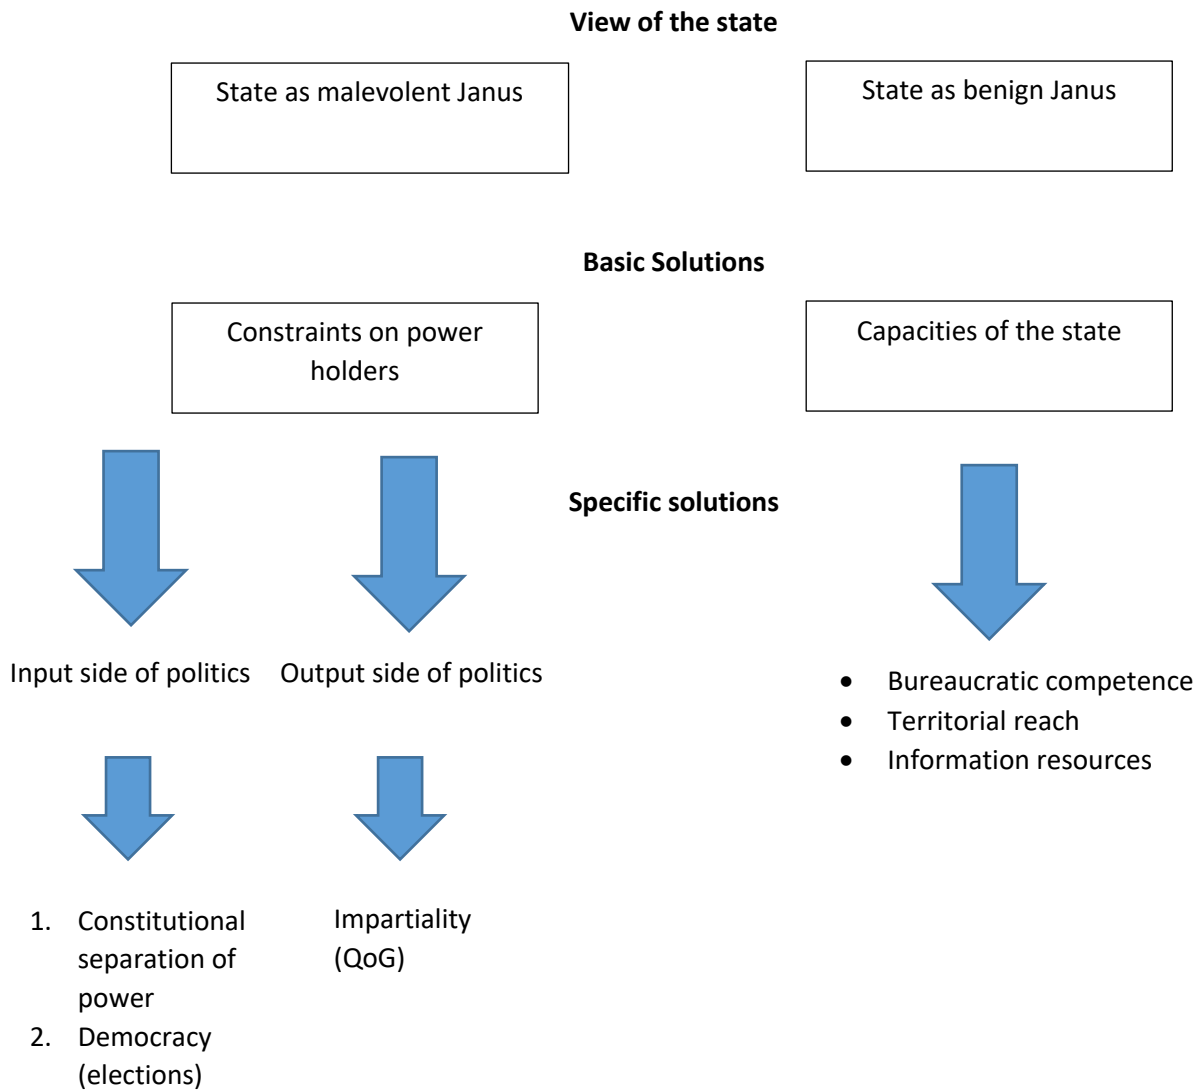 View of the state
State as malevolent Janus
State as benign Janus
Basic Solutions
Constraints on power
holders
Capacities of the state
Specific solutions
Input side of politics
Output side of politics
• Bureaucratic competence
• Territorial reach
• Information resources
1. Constitutional
separation of
power
2. Democracy
(elections)
Impartiality
(QoG)